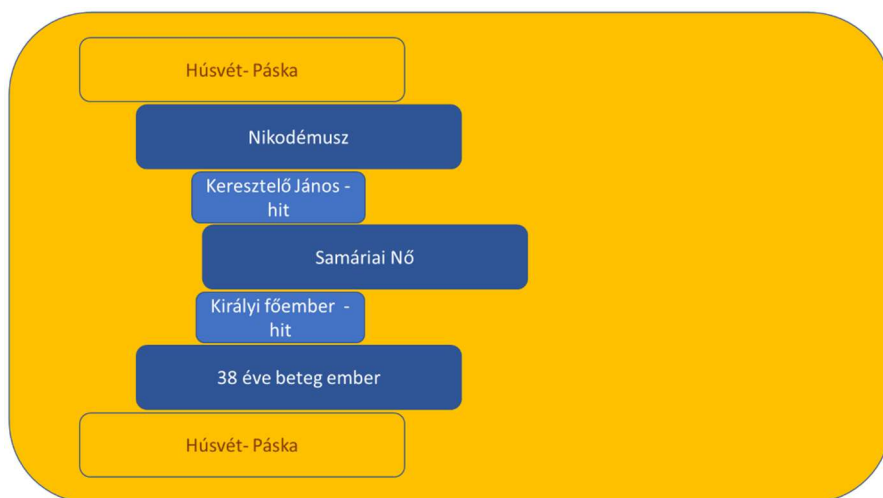 Húsvét- Páska
Nikodémusz
Keresztelő János -
hit
Samáriai Nő
Királyi főember  -
hit
38 éve beteg ember
Húsvét- Páska